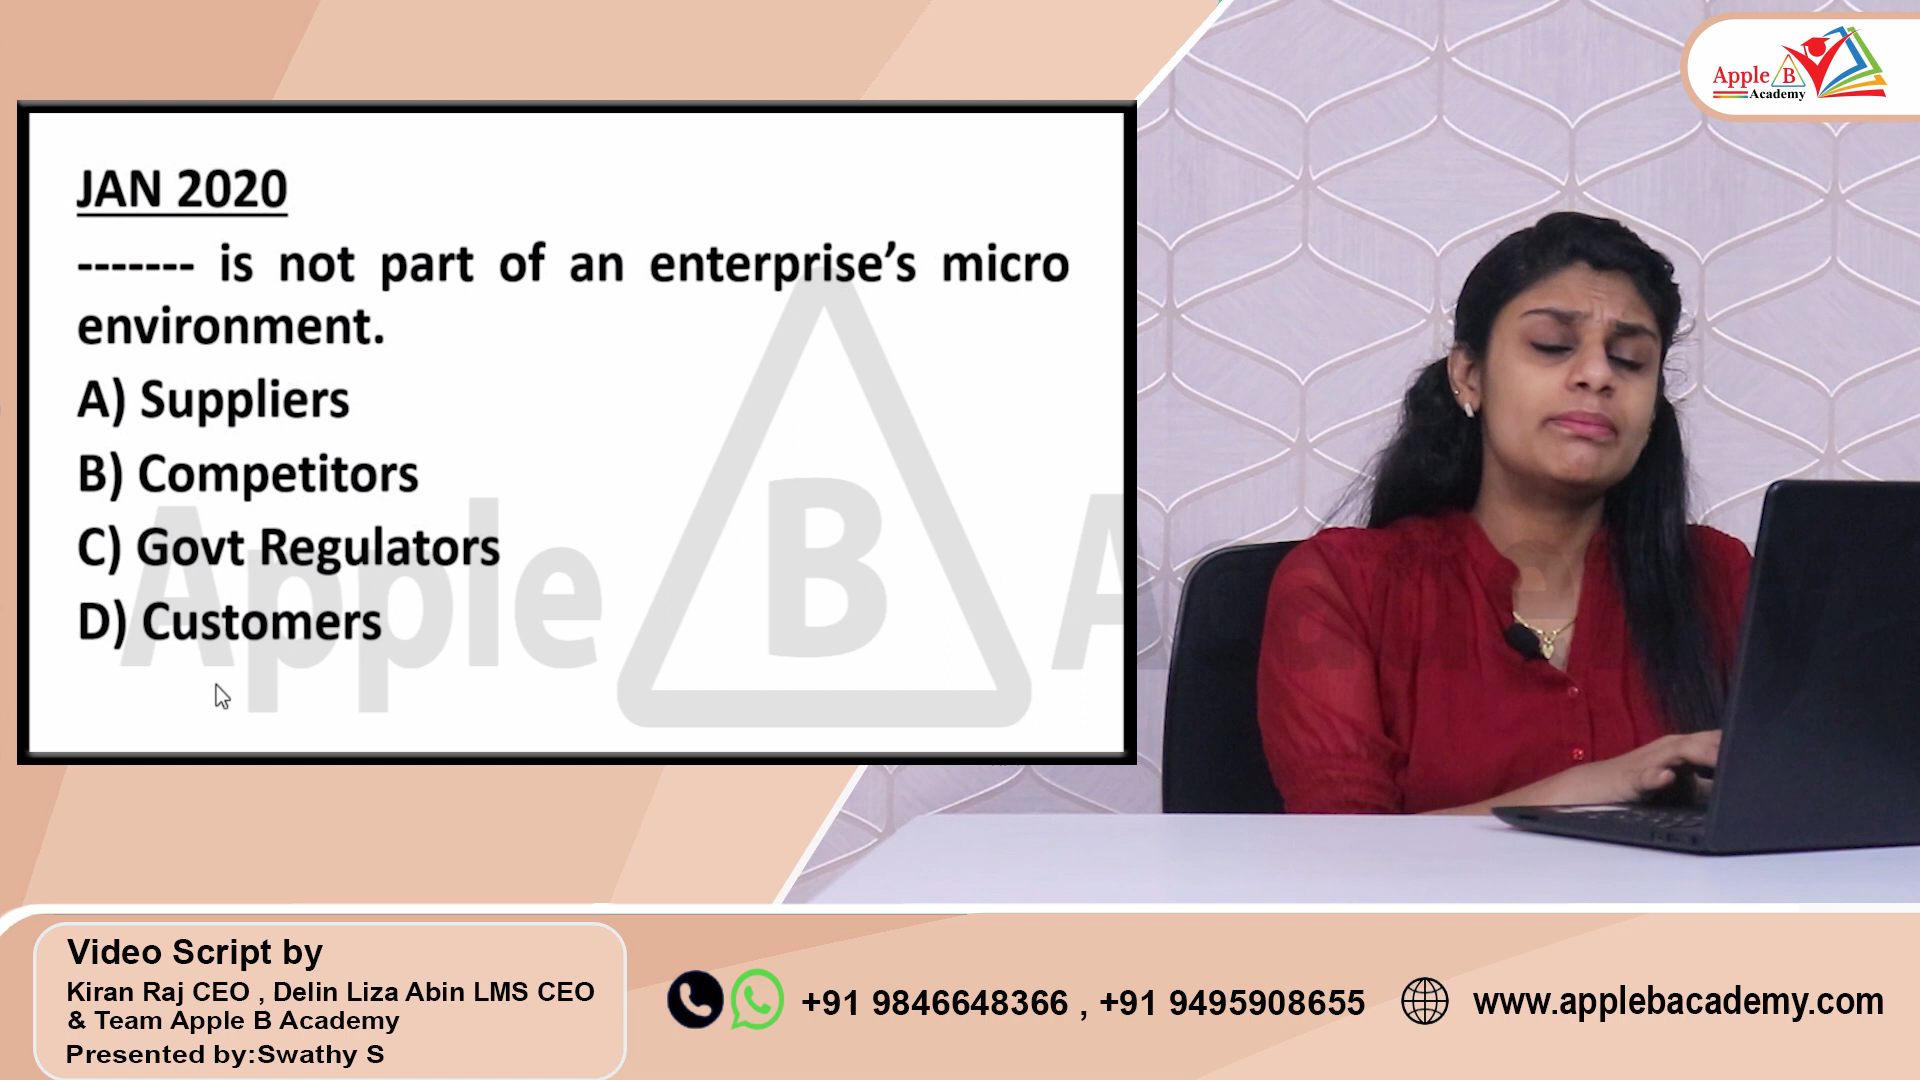 Apple B
Academy
JAN 2020
------- is not part of an enterprise’s micro
environment.
A) Suppliers
B) Competitors
C) Govt Regulators
D) Customers
Apple B A
Video Script by
Kiran Raj CEO , Delin Liza Abin LMS CEO
& Team Apple B Academy
Presented by:Swathy S
+91 9846648366 , +91 9495908655
www.applebacademy.com